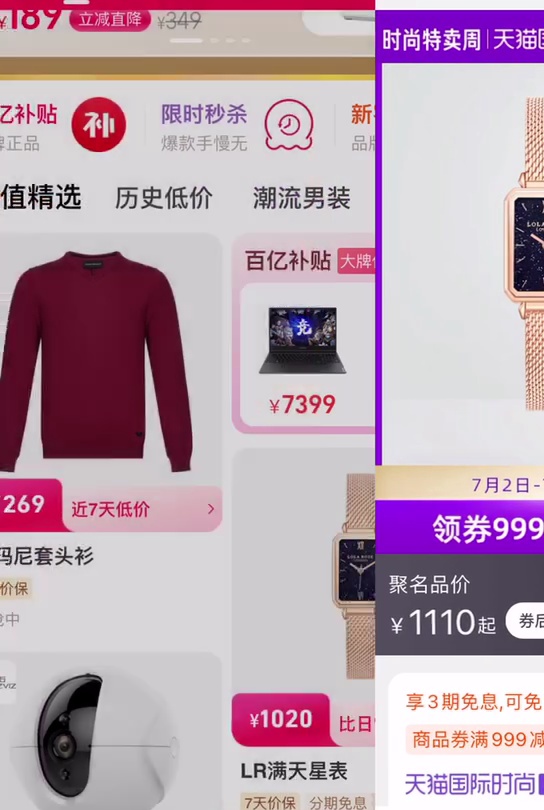 ¥189 立减直降 ¥349
亿补贴
牌正品
补
限时秒杀
爆款手慢无
新
品牌
值精选 历史低价 潮流男装
百亿补贴 大牌
竞
¥7399
269 近7天低价 >
玛尼套头衫
价保
LOLA ROSE
¥1020 比日
LR满天星表
7天价保 分期免息
时尚特卖周 天猫国
LOLA
7月2日-
领券999
聚名品价
¥1110起 券后
享3期免息,可免
商品券满999减
天猫国际时尚